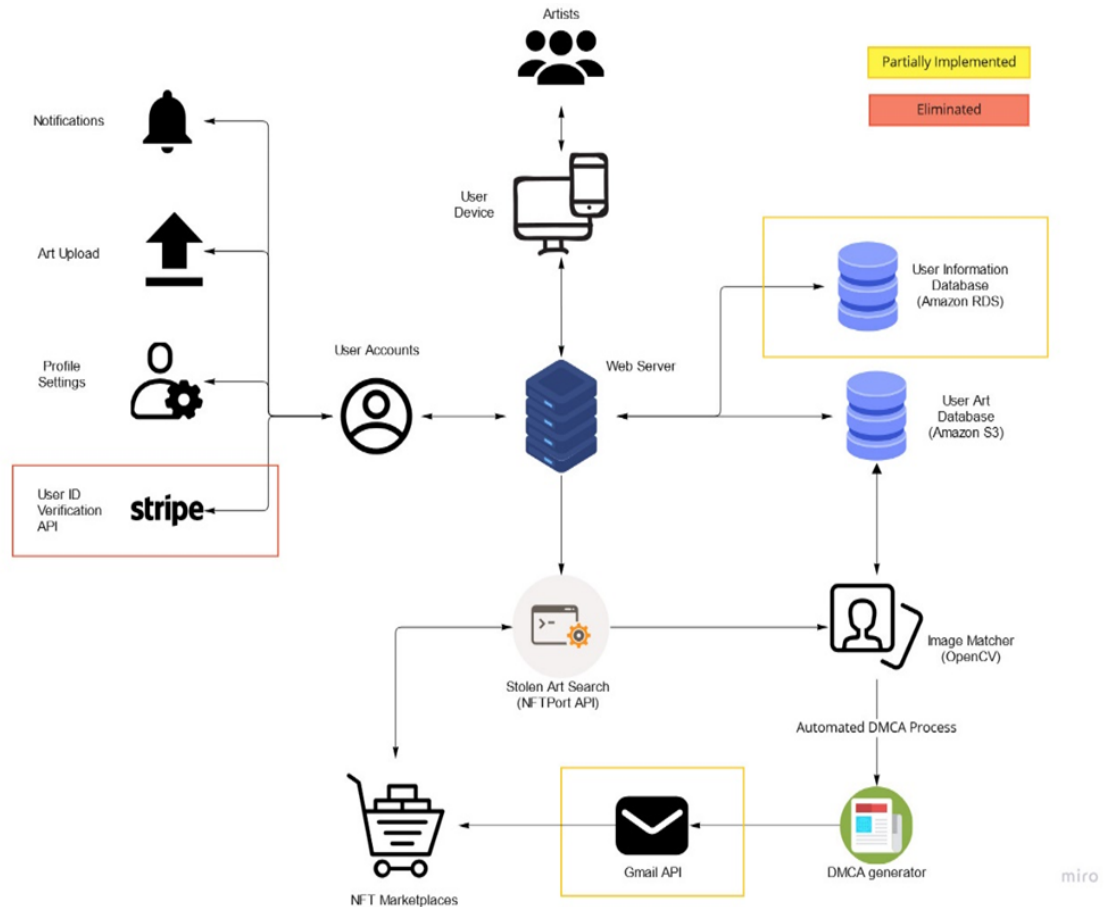 Artists
Partially Implemented
Eliminated
Notifications
User
Device
Art Upload
User Information
Database
(Amazon RDS)
Profile
Settings
User Accounts
Web Server
User Art
Database
(Amazon S3)
User ID
Verification
API
stripe
Image Matcher
(OpenCV)
Stolen Art Search
(NFTPort API)
Automated DMCA Process
Gmail API
DMCA generator
NFT Marketplaces
miro